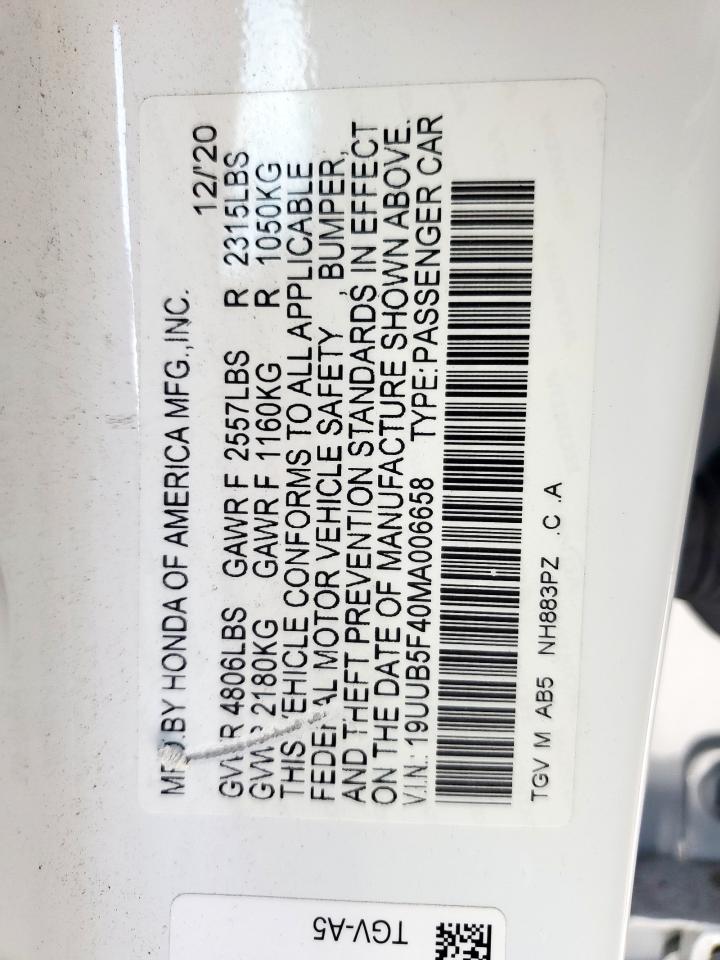 MFD.BY HONDA OF AMERICA MFG.,INC. 12/'20
GVWR 4806LBS GAWR F 2557LBS R 2315LBS
GVWR 2180KG GAWR F 1160KG R 1050KG
THIS VEHICLE CONFORMS TO ALL APPLICABLE
FEDERAL MOTOR VEHICLE SAFETY, BUMPER,
AND THEFT PREVENTION STANDARDS IN EFFECT
ON THE DATE OF MANUFACTURE SHOWN ABOVE.
V.I.N.: 19UUB5F40MA006658 TYPE:PASSENGER CAR
TGV M AB5 NH883PZ .C .A
TGV-A5